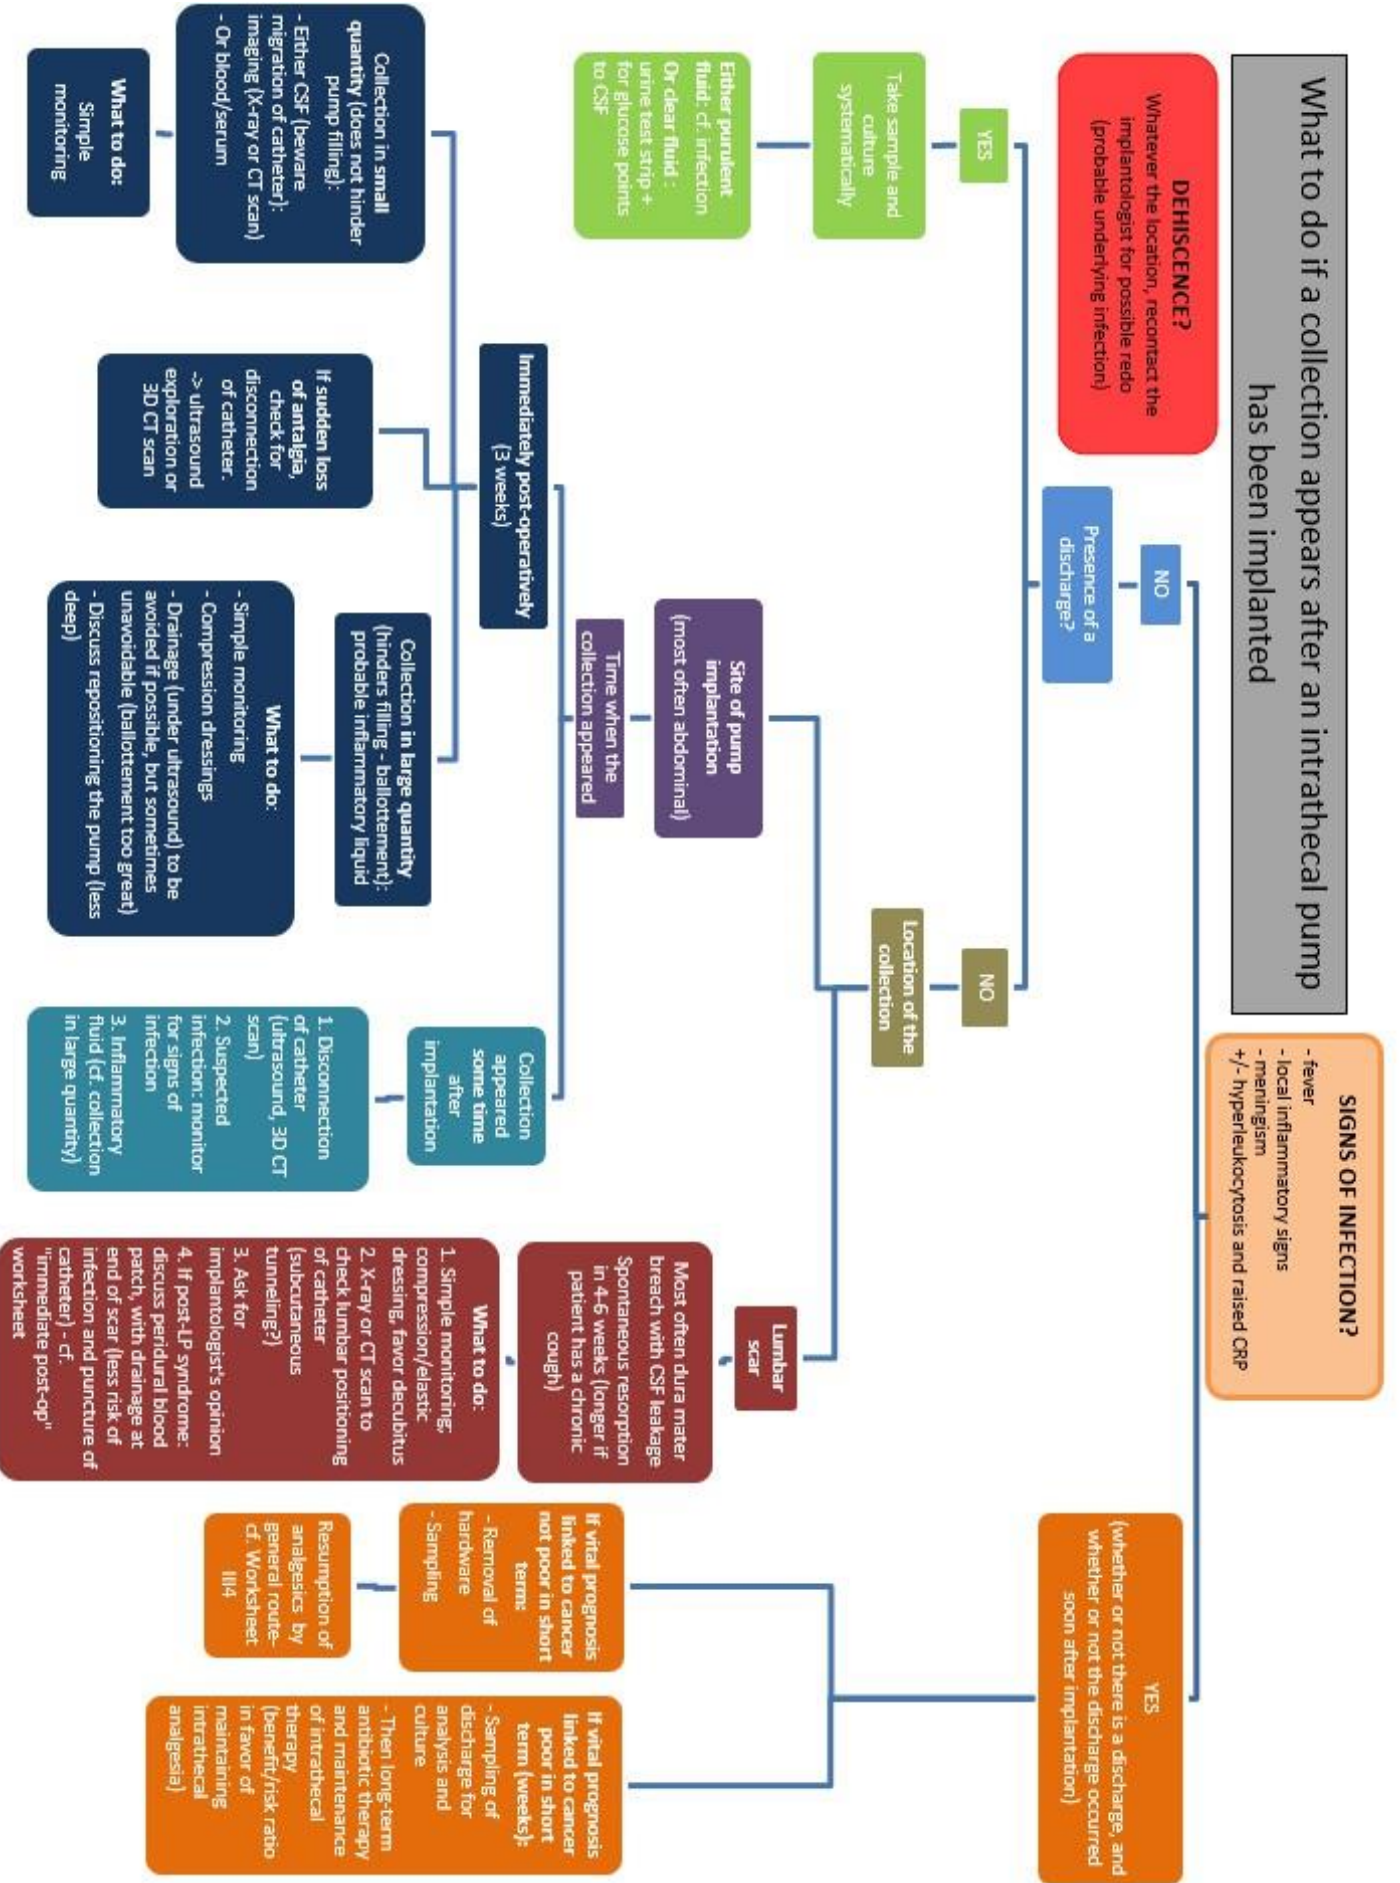 What to do if a collection appears after an intrathecal pump
has been implanted
SIGNS OF INFECTION?
- fever
- local inflammatory signs
- meningism
+/- hyperleukocytosis and raised CRP
DEHISCENCE?
Whatever the location, recontact the
implantologist for possible redo
(probable underlying infection)
NO
YES
(whether or not there is a discharge, and
whether or not the discharge occurred
soon after implantation)
Presence of a
discharge?
YES
NO
Take sample and
culture
systematically
Either purulent
fluid: cf. infection
Or clear fluid :
urine test strip +
for glucose points
to CSF
Location of the
collection
Site of pump
implantation
(most often abdominal)
Time when the
collection appeared
Immediately post-operatively
(3 weeks)
Collection in small
quantity (does not hinder
pump filling):
- Either CSF (beware
migration of catheter):
imaging (X-ray or CT scan)
- Or blood/serum
What to do:
Simple
monitoring
If sudden loss
of antalgia,
check for
disconnection
of catheter.
-> ultrasound
exploration or
3D CT scan
Collection in large quantity
(hinders filling - ballottement):
probable inflammatory liquid
What to do:
- Simple monitoring
- Compression dressings
- Drainage (under ultrasound) to be
avoided if possible, but sometimes
unavoidable (ballottement too great)
- Discuss repositioning the pump (less
deep)
Collection
appeared
some time
after
implantation
1. Disconnection
of catheter
(ultrasound, 3D CT
scan)
2. Suspected
infection: monitor
for signs of
infection
3. Inflammatory
fluid (cf. collection
in large quantity)
Lumbar
scar
Most often dura mater
breach with CSF leakage
Spontaneous resorption
in 4-6 weeks (longer if
patient has a chronic
cough)
What to do:
1. Simple monitoring;
compression/elastic
dressing, favor decubitus
2. X-ray or CT scan to
check lumbar positioning
of catheter
(subcutaneous
tunneling?)
3. Ask for
implantologist's opinion
4. If post-LP syndrome:
discuss peridural blood
patch, with drainage at
end of scar (less risk of
infection and puncture of
catheter) - cf.
"immediate post-op"
worksheet
If vital prognosis
linked to cancer
not poor in short
term:
- Removal of
hardware
- Sampling
Resumption of
analgesics by
general route-
cf. Worksheet
III4
If vital prognosis
linked to cancer
poor in short
term (weeks):
- Sampling of
discharge for
analysis and
culture
- Then long-term
antibiotic therapy
and maintenance
of intrathecal
therapy
(benefit/risk ratio
in favor of
maintaining
intrathecal
analgesia)